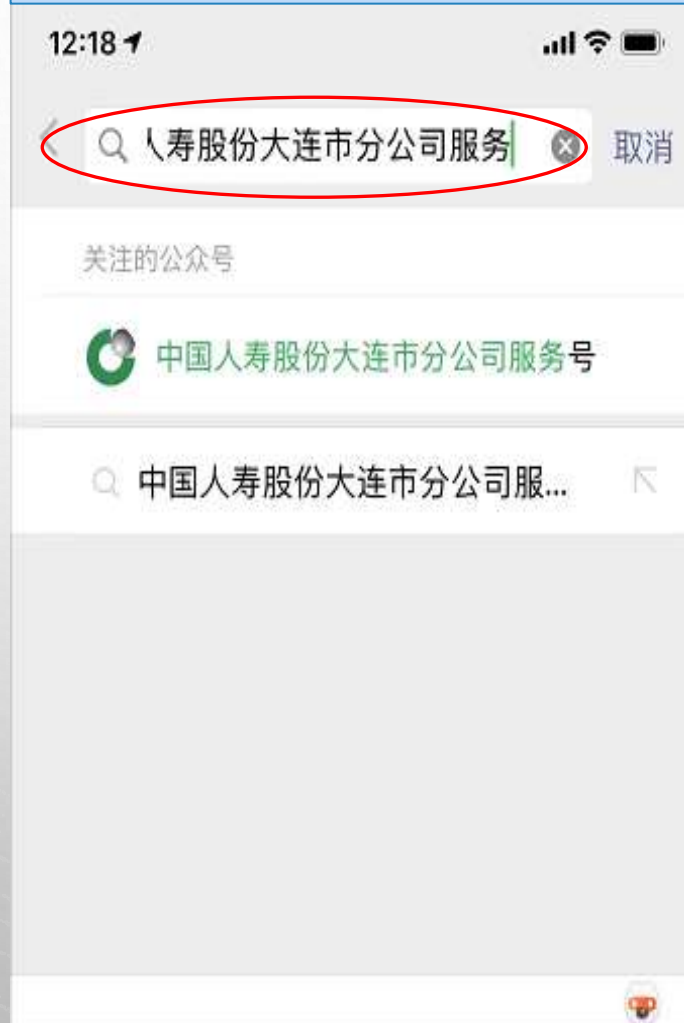 12:18
寿股份大连市分公司服务
取消
关注的公众号
中国人寿股份大连市分公司服务号
中国人寿股份大连市分公司服...